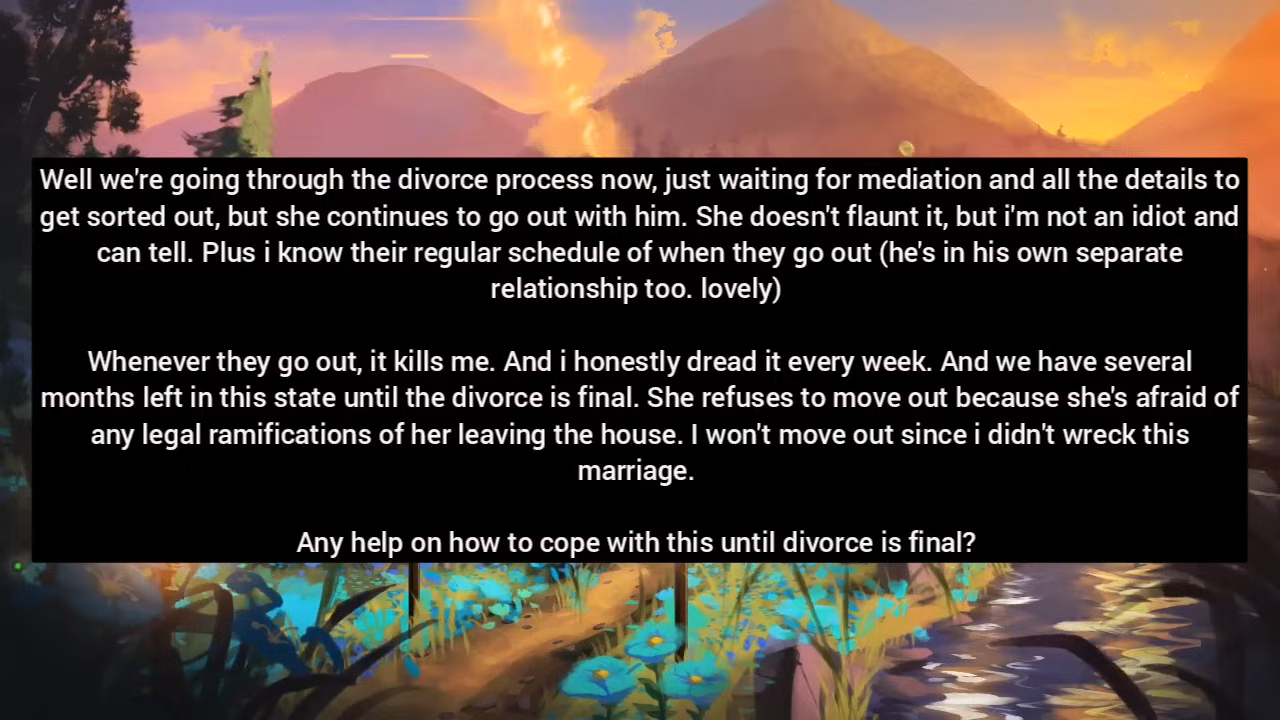 Well we're going through the divorce process now, just waiting for mediation and all the details to
get sorted out, but she continues to go out with him. She doesn't flaunt it, but i'm not an idiot and
can tell. Plus i know their regular schedule of when they go out (he's in his own separate
relationship too. lovely)
Whenever they go out, it kills me. And i honestly dread it every week. And we have several
months left in this state until the divorce is final. She refuses to move out because she's afraid of
any legal ramifications of her leaving the house. I won't move out since i didn't wreck this
marriage.
Any help on how to cope with this until divorce is final?